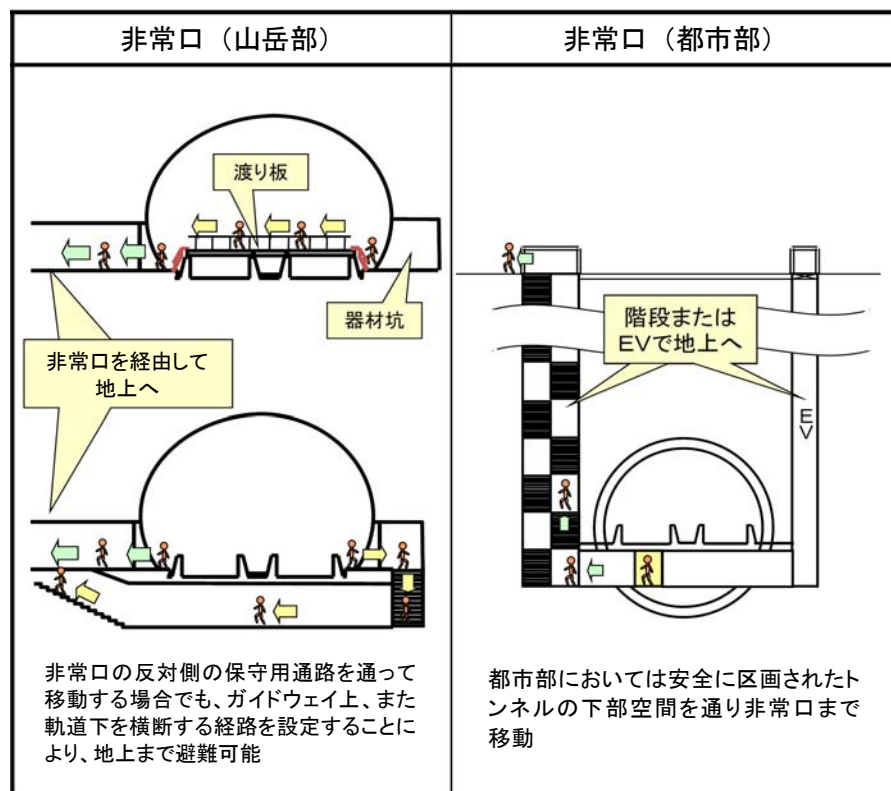 非常口（山岳部）
渡り板
器材坑
非常口を経由して
地上へ
非常口の反対側の保守用通路を通って
移動する場合でも、ガイドウェイ上、また
軌道下を横断する経路を設定することに
より、地上まで避難可能
非常口 （都市部）
階段または
EVで地上へ
EV
都市部においては安全に区画されたト
ンネルの下部空間を通り非常口まで
移動